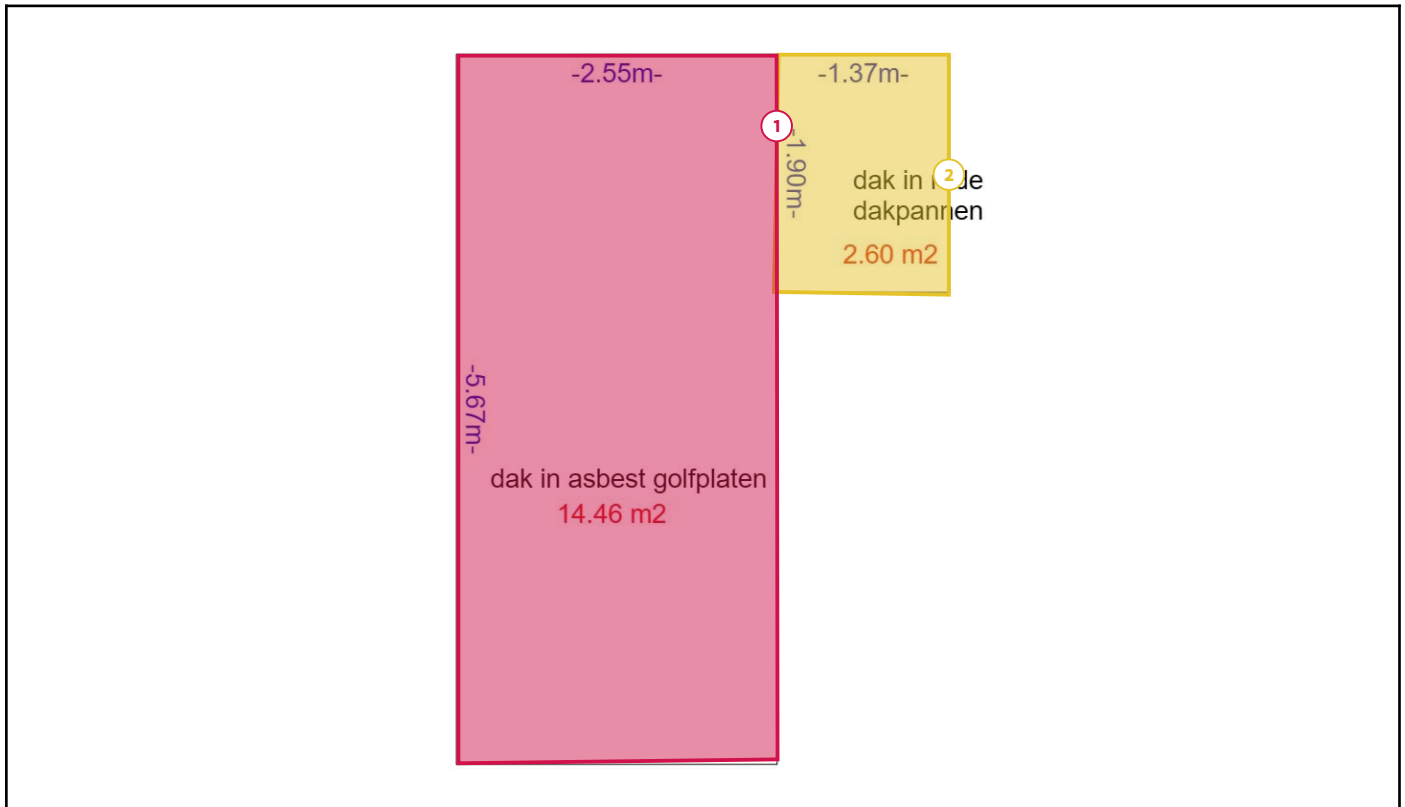 -2.55m-
-1.37m-
1
-1.90m-
dak in
2
dakpannen
2.60 m2
-5.67m-
dak in asbest golfplaten
14.46 m2